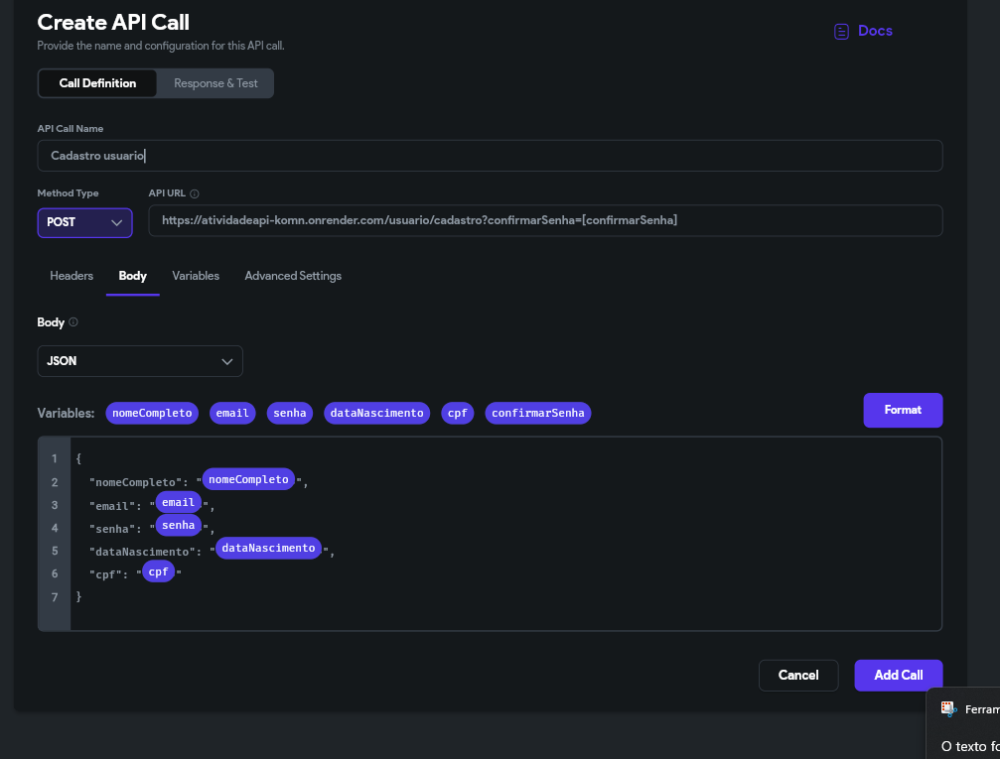 Create API Call
Docs
Provide the name and configuration for this API call.
Call Definition
Response & Test
API Call Name
Cadastro usuario
Method Type
API URL
POST
https://atividadeapi-komn.onrender.com/usuario/cadastro?confirmarSenha=[confirmarSenha]
Headers
Body
Variables
Advanced Settings
Body
JSON
Variables: nomeCompleto email senha dataNascimento cpf confirmarSenha
Format
1 {
2 "nomeCompleto": "nomeCompleto",
3 "email": "email",
4 "senha": "senha",
5 "dataNascimento": "dataNascimento",
6 "cpf": "cpf"
7 }
Cancel
Add Call
Ferram
O texto fo